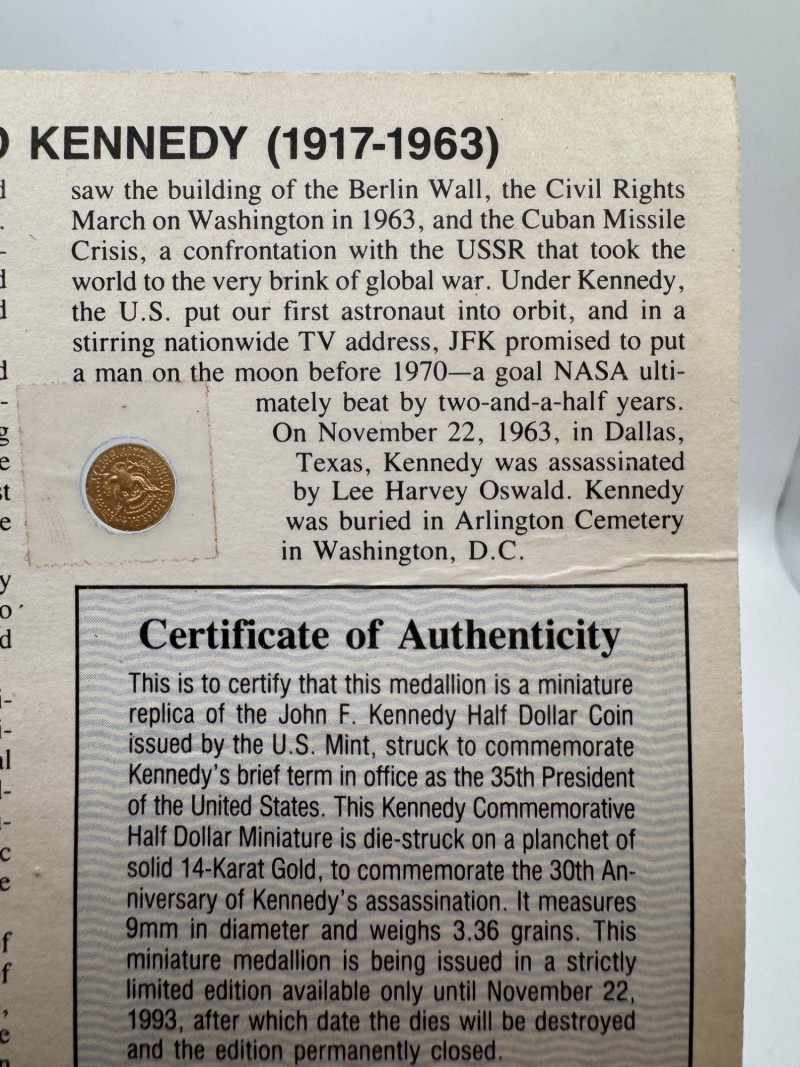 KENNEDY (1917-1963)
saw the building of the Berlin Wall, the Civil Rights
March on Washington in 1963, and the Cuban Missile
Crisis, a confrontation with the USSR that took the
world to the very brink of global war. Under Kennedy,
the U.S. put our first astronaut into orbit, and in a
stirring nationwide TV address, JFK promised to put
a man on the moon before 1970—a goal NASA ulti-
mately beat by two-and-a-half years.
On November 22, 1963, in Dallas,
Texas, Kennedy was assassinated
by Lee Harvey Oswald. Kennedy
was buried in Arlington Cemetery
in Washington, D.C.
Certificate of Authenticity
This is to certify that this medallion is a miniature
replica of the John F. Kennedy Half Dollar Coin
issued by the U.S. Mint, struck to commemorate
Kennedy's brief term in office as the 35th President
of the United States. This Kennedy Commemorative
Half Dollar Miniature is die-struck on a planchet of
solid 14-Karat Gold, to commemorate the 30th An-
niversary of Kennedy's assassination. It measures
9mm in diameter and weighs 3.36 grains. This
miniature medallion is being issued in a strictly
limited edition available only until November 22,
1993, after which date the dies will be destroyed
and the edition permanently closed.